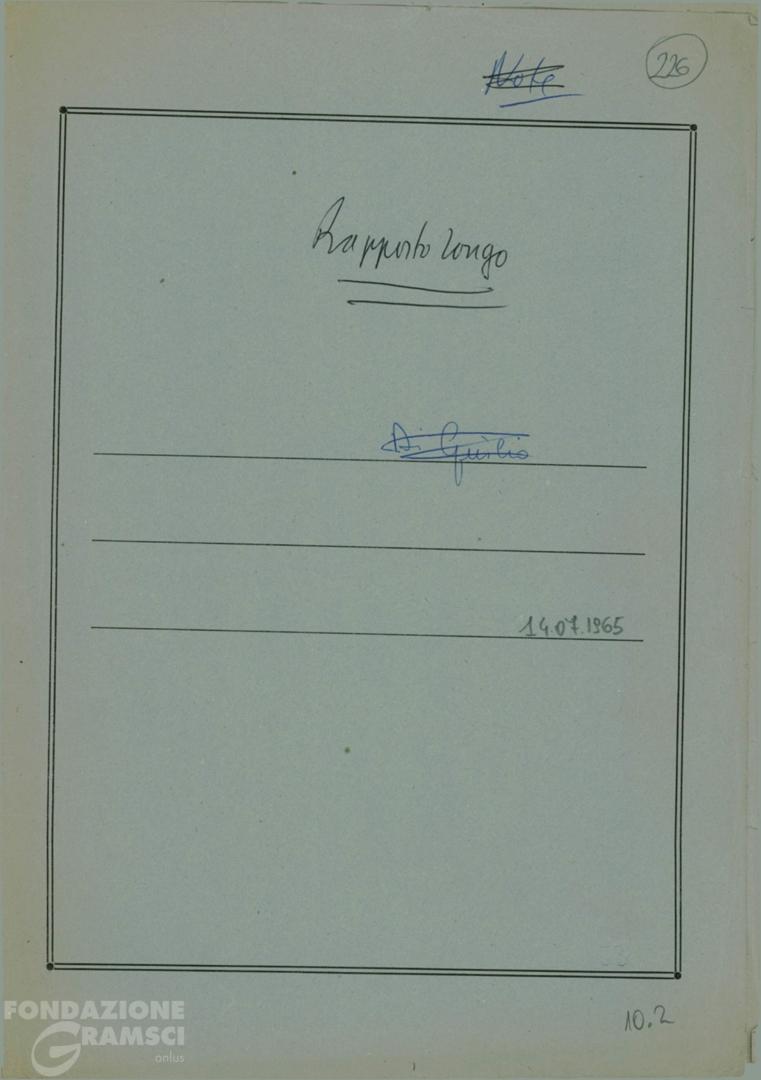 Note
226
Rapporto Longo
Di Giulio
14.07.1965
10.2
FONDAZIONE
GRAMSCI
onlus